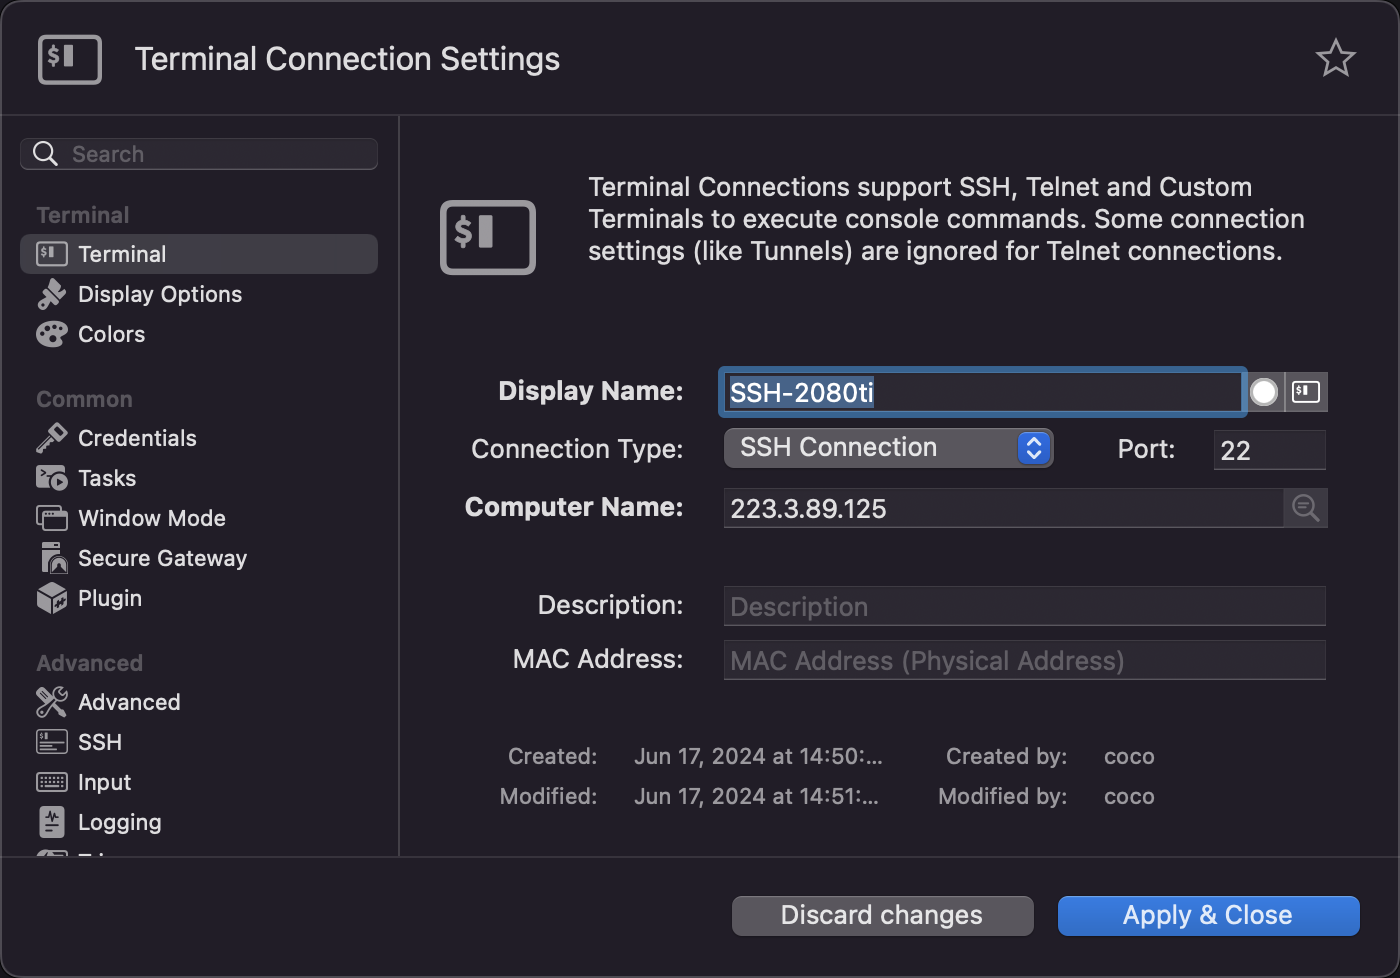 Terminal Connection Settings
Search
Terminal
Terminal
Display Options
Colors
Common
Credentials
Tasks
Window Mode
Secure Gateway
Plugin
Advanced
Advanced
SSH
Input
Logging
Terminal Connections support SSH, Telnet and Custom
Terminals to execute console commands. Some connection
settings (like Tunnels) are ignored for Telnet connections.
Display Name: SSH-2080ti
Connection Type: SSH Connection Port: 22
Computer Name: 223.3.89.125
Description: Description
MAC Address: MAC Address (Physical Address)
Created: Jun 17, 2024 at 14:50:... Created by: coco
Modified: Jun 17, 2024 at 14:51:... Modified by: coco
Discard changes Apply & Close